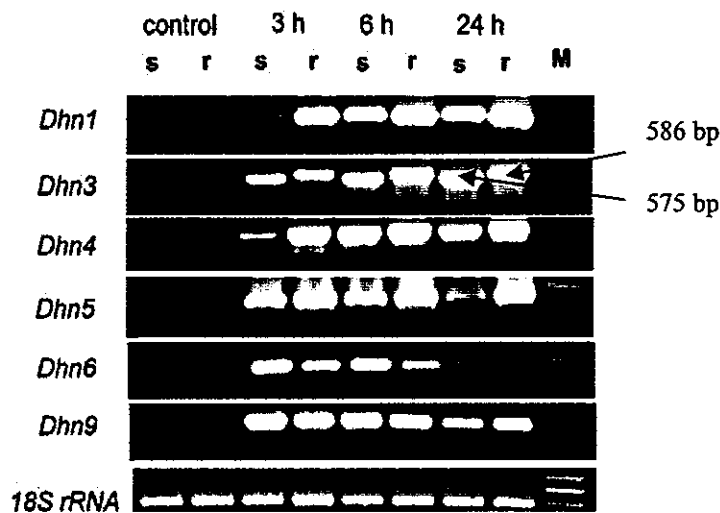 control 3 h 6 h 24 h
s r s r s r s r M
Dhn1
586 bp
Dhn3
575 bp
Dhn4
Dhn5
Dhn6
Dhn9
18S rRNA